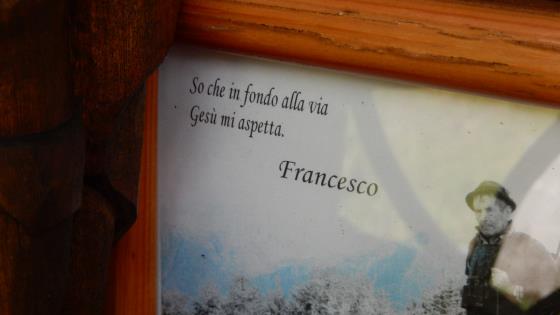 So che in fondo alla via
Gesù mi aspetta.
Francesco